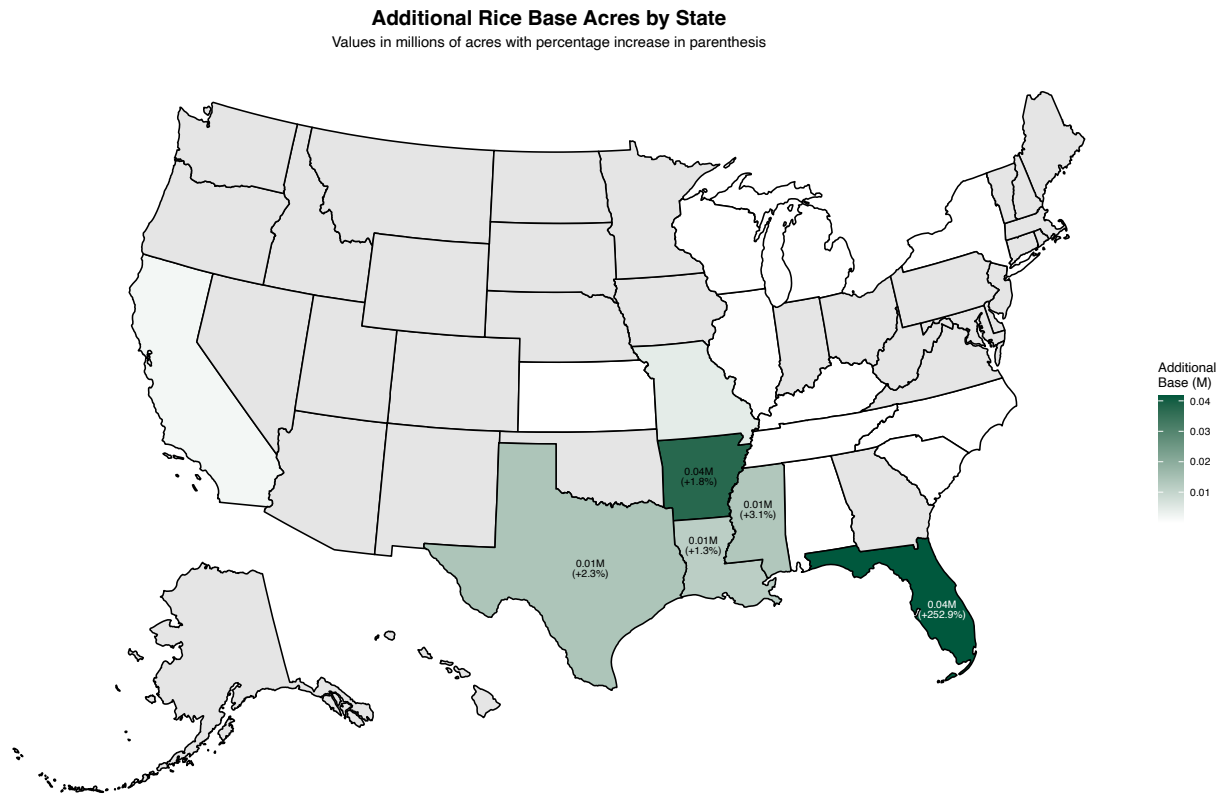 Additional Rice Base Acres by State
Values in millions of acres with percentage increase in parenthesis
Additional
Base (M)
0.04
0.03
0.02
0.01
0.04M
(+1.8%)
0.01M
(+3.1%)
0.01M
(+1.3%)
0.01M
(+2.3%)
0.04M
(+252.9%)